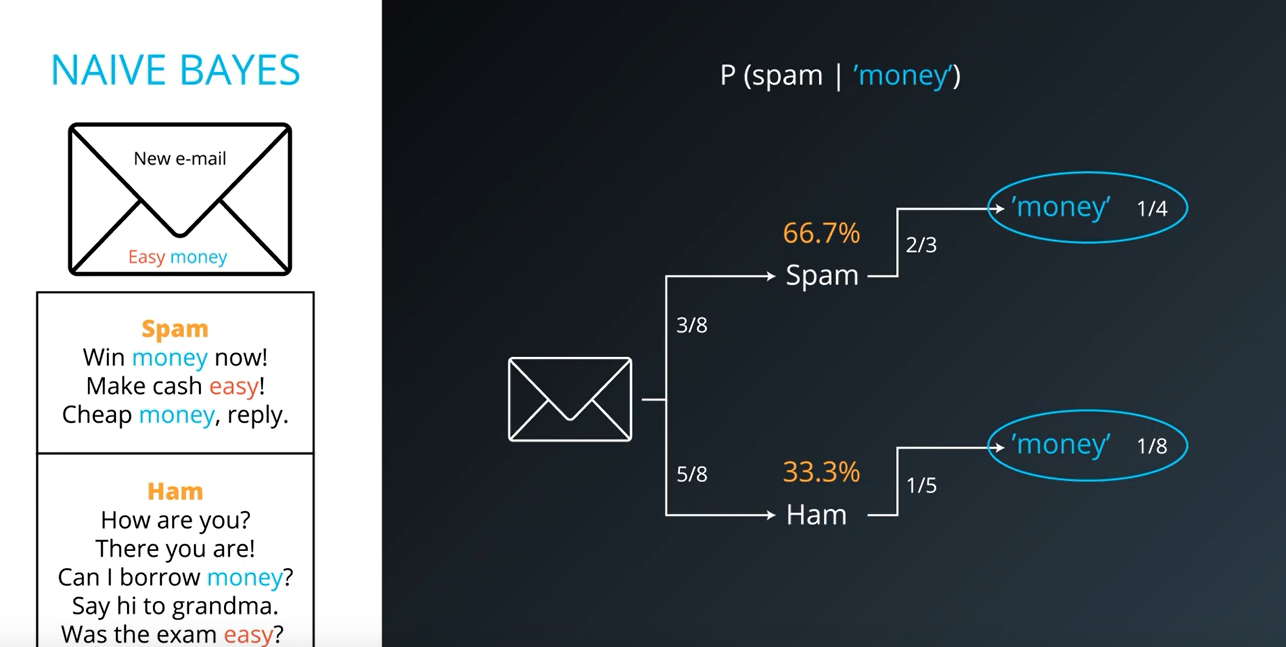 NAIVE BAYES
New e-mail
Easy money
Spam
Win money now!
Make cash easy!
Cheap money, reply.
Ham
How are you?
There you are!
Can I borrow money?
Say hi to grandma.
Was the exam easy?
P (spam | ’money’)
’money’ 1/4
66.7%
2/3
Spam
3/8
’money’ 1/8
33.3%
5/8
1/5
Ham